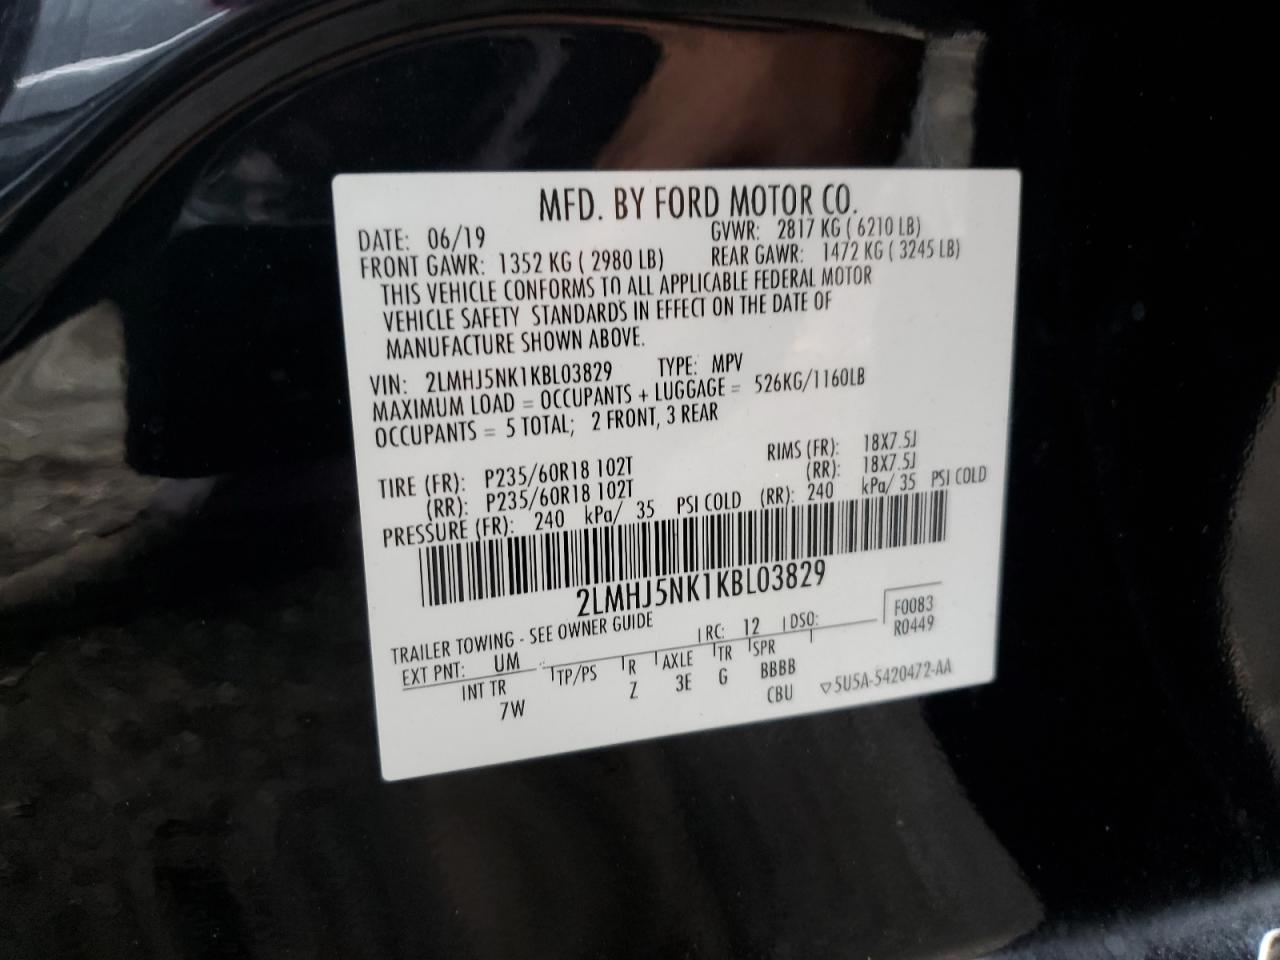 MFD. BY FORD MOTOR CO.
DATE: 06/19 GVWR: 2817 KG ( 6210 LB)
FRONT GAWR: 1352 KG ( 2980 LB) REAR GAWR: 1472 KG ( 3245 LB)
THIS VEHICLE CONFORMS TO ALL APPLICABLE FEDERAL MOTOR
VEHICLE SAFETY STANDARDS IN EFFECT ON THE DATE OF
MANUFACTURE SHOWN ABOVE.
VIN: 2LMHJ5NK1KBL03829 TYPE: MPV
MAXIMUM LOAD = OCCUPANTS + LUGGAGE = 526KG/1160LB
OCCUPANTS = 5 TOTAL; 2 FRONT, 3 REAR
TIRE (FR): P235/60R18 102T RIMS (FR): 18X7.5J
(RR): P235/60R18 102T (RR): 18X7.5J
PRESSURE (FR): 240 kPa/ 35 PSI COLD (RR): 240 kPa/ 35 PSI COLD
2LMHJ5NK1KBL03829
TRAILER TOWING - SEE OWNER GUIDE
EXT PNT: UM RC: 12 DSO: F0083
R0449
INT TR TP/PS R AXLE TR SPR
7W Z 3E G BBBB
CBU ▽5U5A-5420472-AA